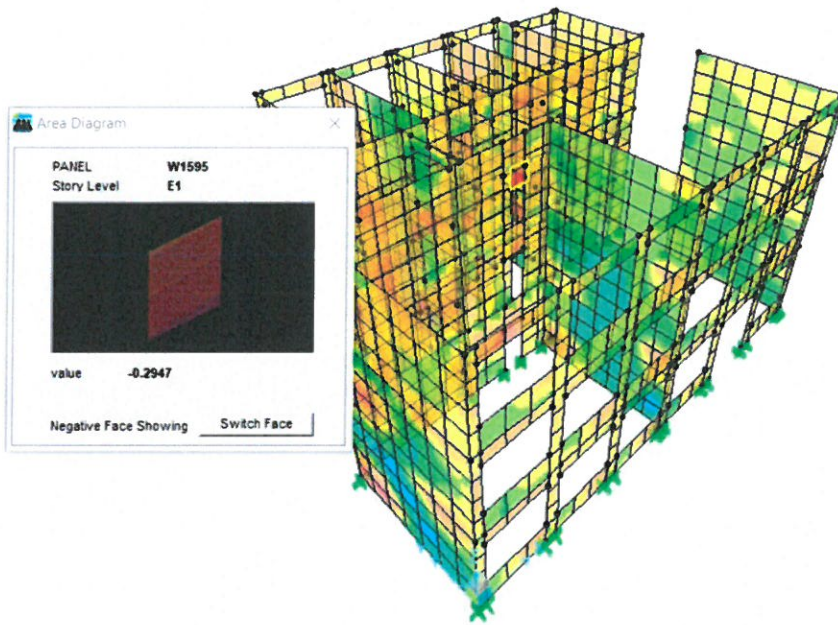 Area Diagram
PANEL W1595
Story Level E1
value -0.2947
Negative Face Showing Switch Face